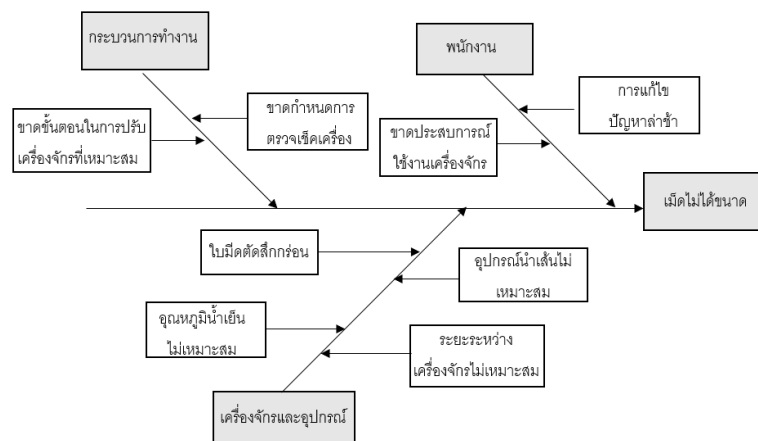 กระบวนการทำงาน
พนักงาน
ขาดกำหนดการ
ตรวจเช็คเครื่อง
การแก้ไข
ปัญหาล่าช้า
ขาดขั้นตอนในการปรับ
เครื่องจักรที่เหมาะสม
ขาดประสบการณ์
ใช้งานเครื่องจักร
เม็ดไม่ได้ขนาด
ใบมีดตัดสึกกร่อน
อุปกรณ์นำเส้นไม่
เหมาะสม
อุณหภูมิน้ำเย็น
ไม่เหมาะสม
ระยะระหว่าง
เครื่องจักรไม่เหมาะสม
เครื่องจักรและอุปกรณ์